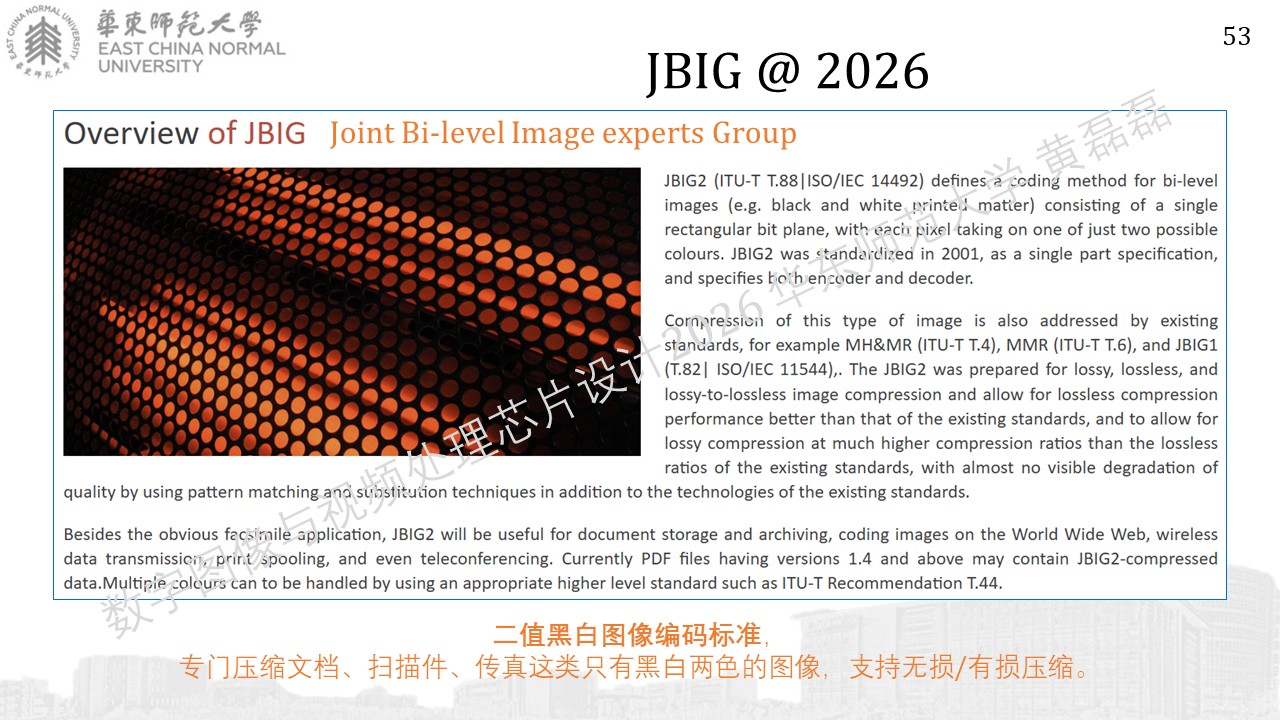 EAST CHINA NORMAL UNIVERSITY
華東師範大學
華東師範大學
EAST CHINA NORMAL
UNIVERSITY
53
JBIG @ 2026
Overview of JBIG Joint Bi-level Image experts Group
JBIG2 (ITU-T T.88|ISO/IEC 14492) defines a coding method for bi-level
images (e.g. black and white printed matter) consisting of a single
rectangular bit plane, with each pixel taking on one of just two possible
colours. JBIG2 was standardized in 2001, as a single part specification,
and specifies both encoder and decoder.
Compression of this type of image is also addressed by existing
standards, for example MH&MR (ITU-T T.4), MMR (ITU-T T.6), and JBIG1
(T.82| ISO/IEC 11544),. The JBIG2 was prepared for lossy, lossless, and
lossy-to-lossless image compression and allow for lossless compression
performance better than that of the existing standards, and to allow for
lossy compression at much higher compression ratios than the lossless
ratios of the existing standards, with almost no visible degradation of
quality by using pattern matching and substitution techniques in addition to the technologies of the existing standards.
Besides the obvious facsimile application, JBIG2 will be useful for document storage and archiving, coding images on the World Wide Web, wireless
data transmission, print spooling, and even teleconferencing. Currently PDF files having versions 1.4 and above may contain JBIG2-compressed
data.Multiple colours can to be handled by using an appropriate higher level standard such as ITU-T Recommendation T.44.
数字图像与视频处理芯片设计2026 华东师范大学 黄磊磊
二值黑白图像编码标准，
专门压缩文档、扫描件、传真这类只有黑白两色的图像，支持无损/有损压缩。